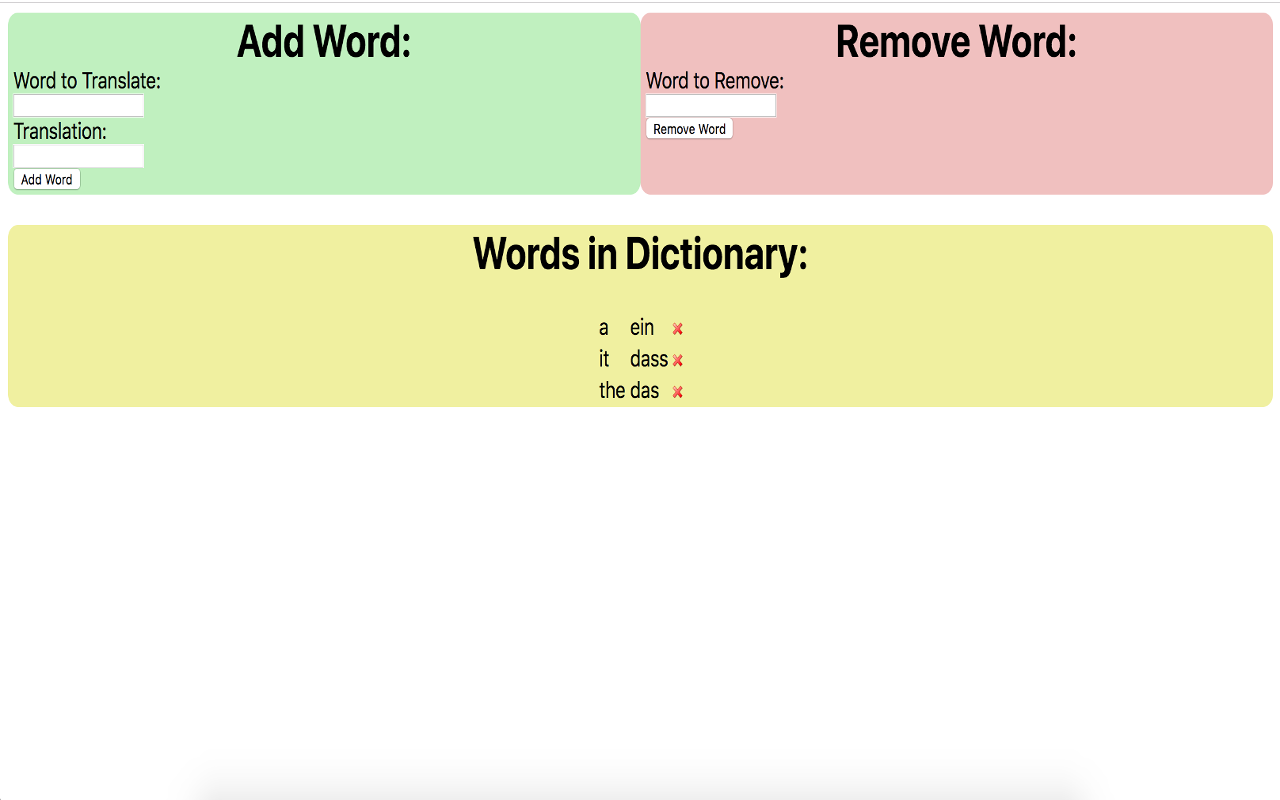 Add Word:
Word to Translate:
Translation:
Add Word
Remove Word:
Word to Remove:
Remove Word
Words in Dictionary:
a ein
it dass
the das